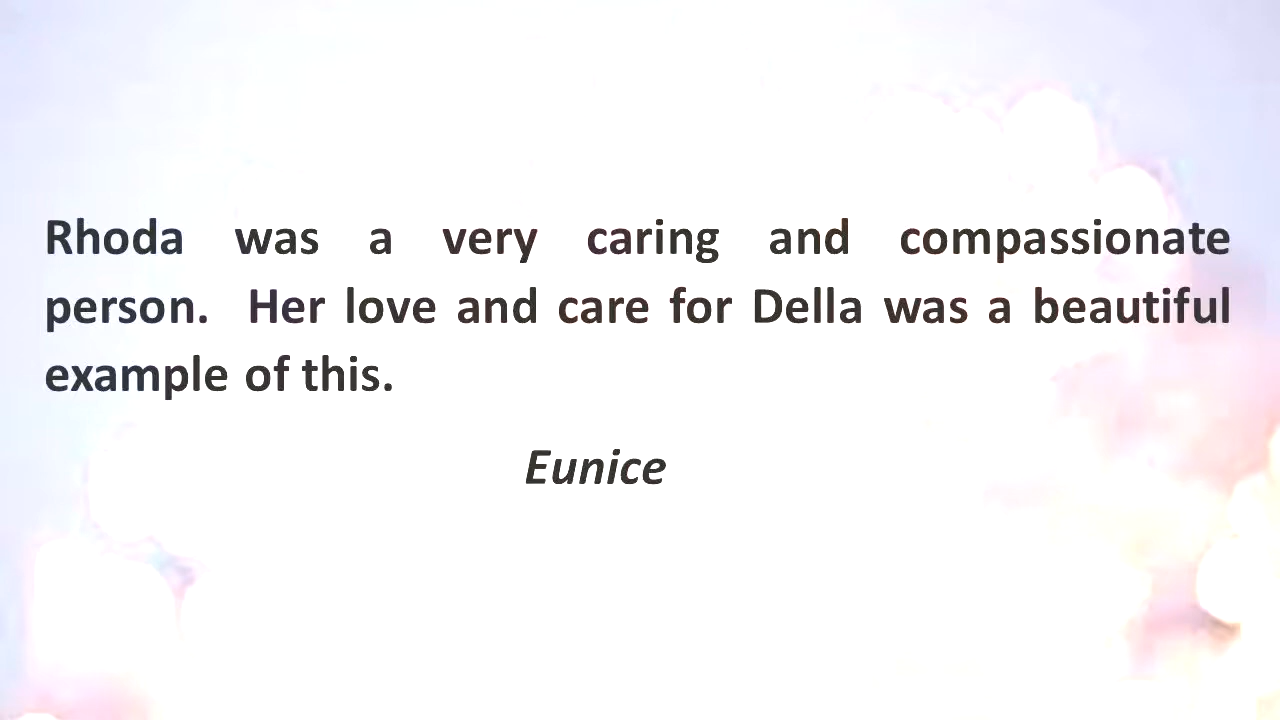 Rhoda was a very caring and compassionate
person.  Her love and care for Della was a beautiful
example of this.
Eunice